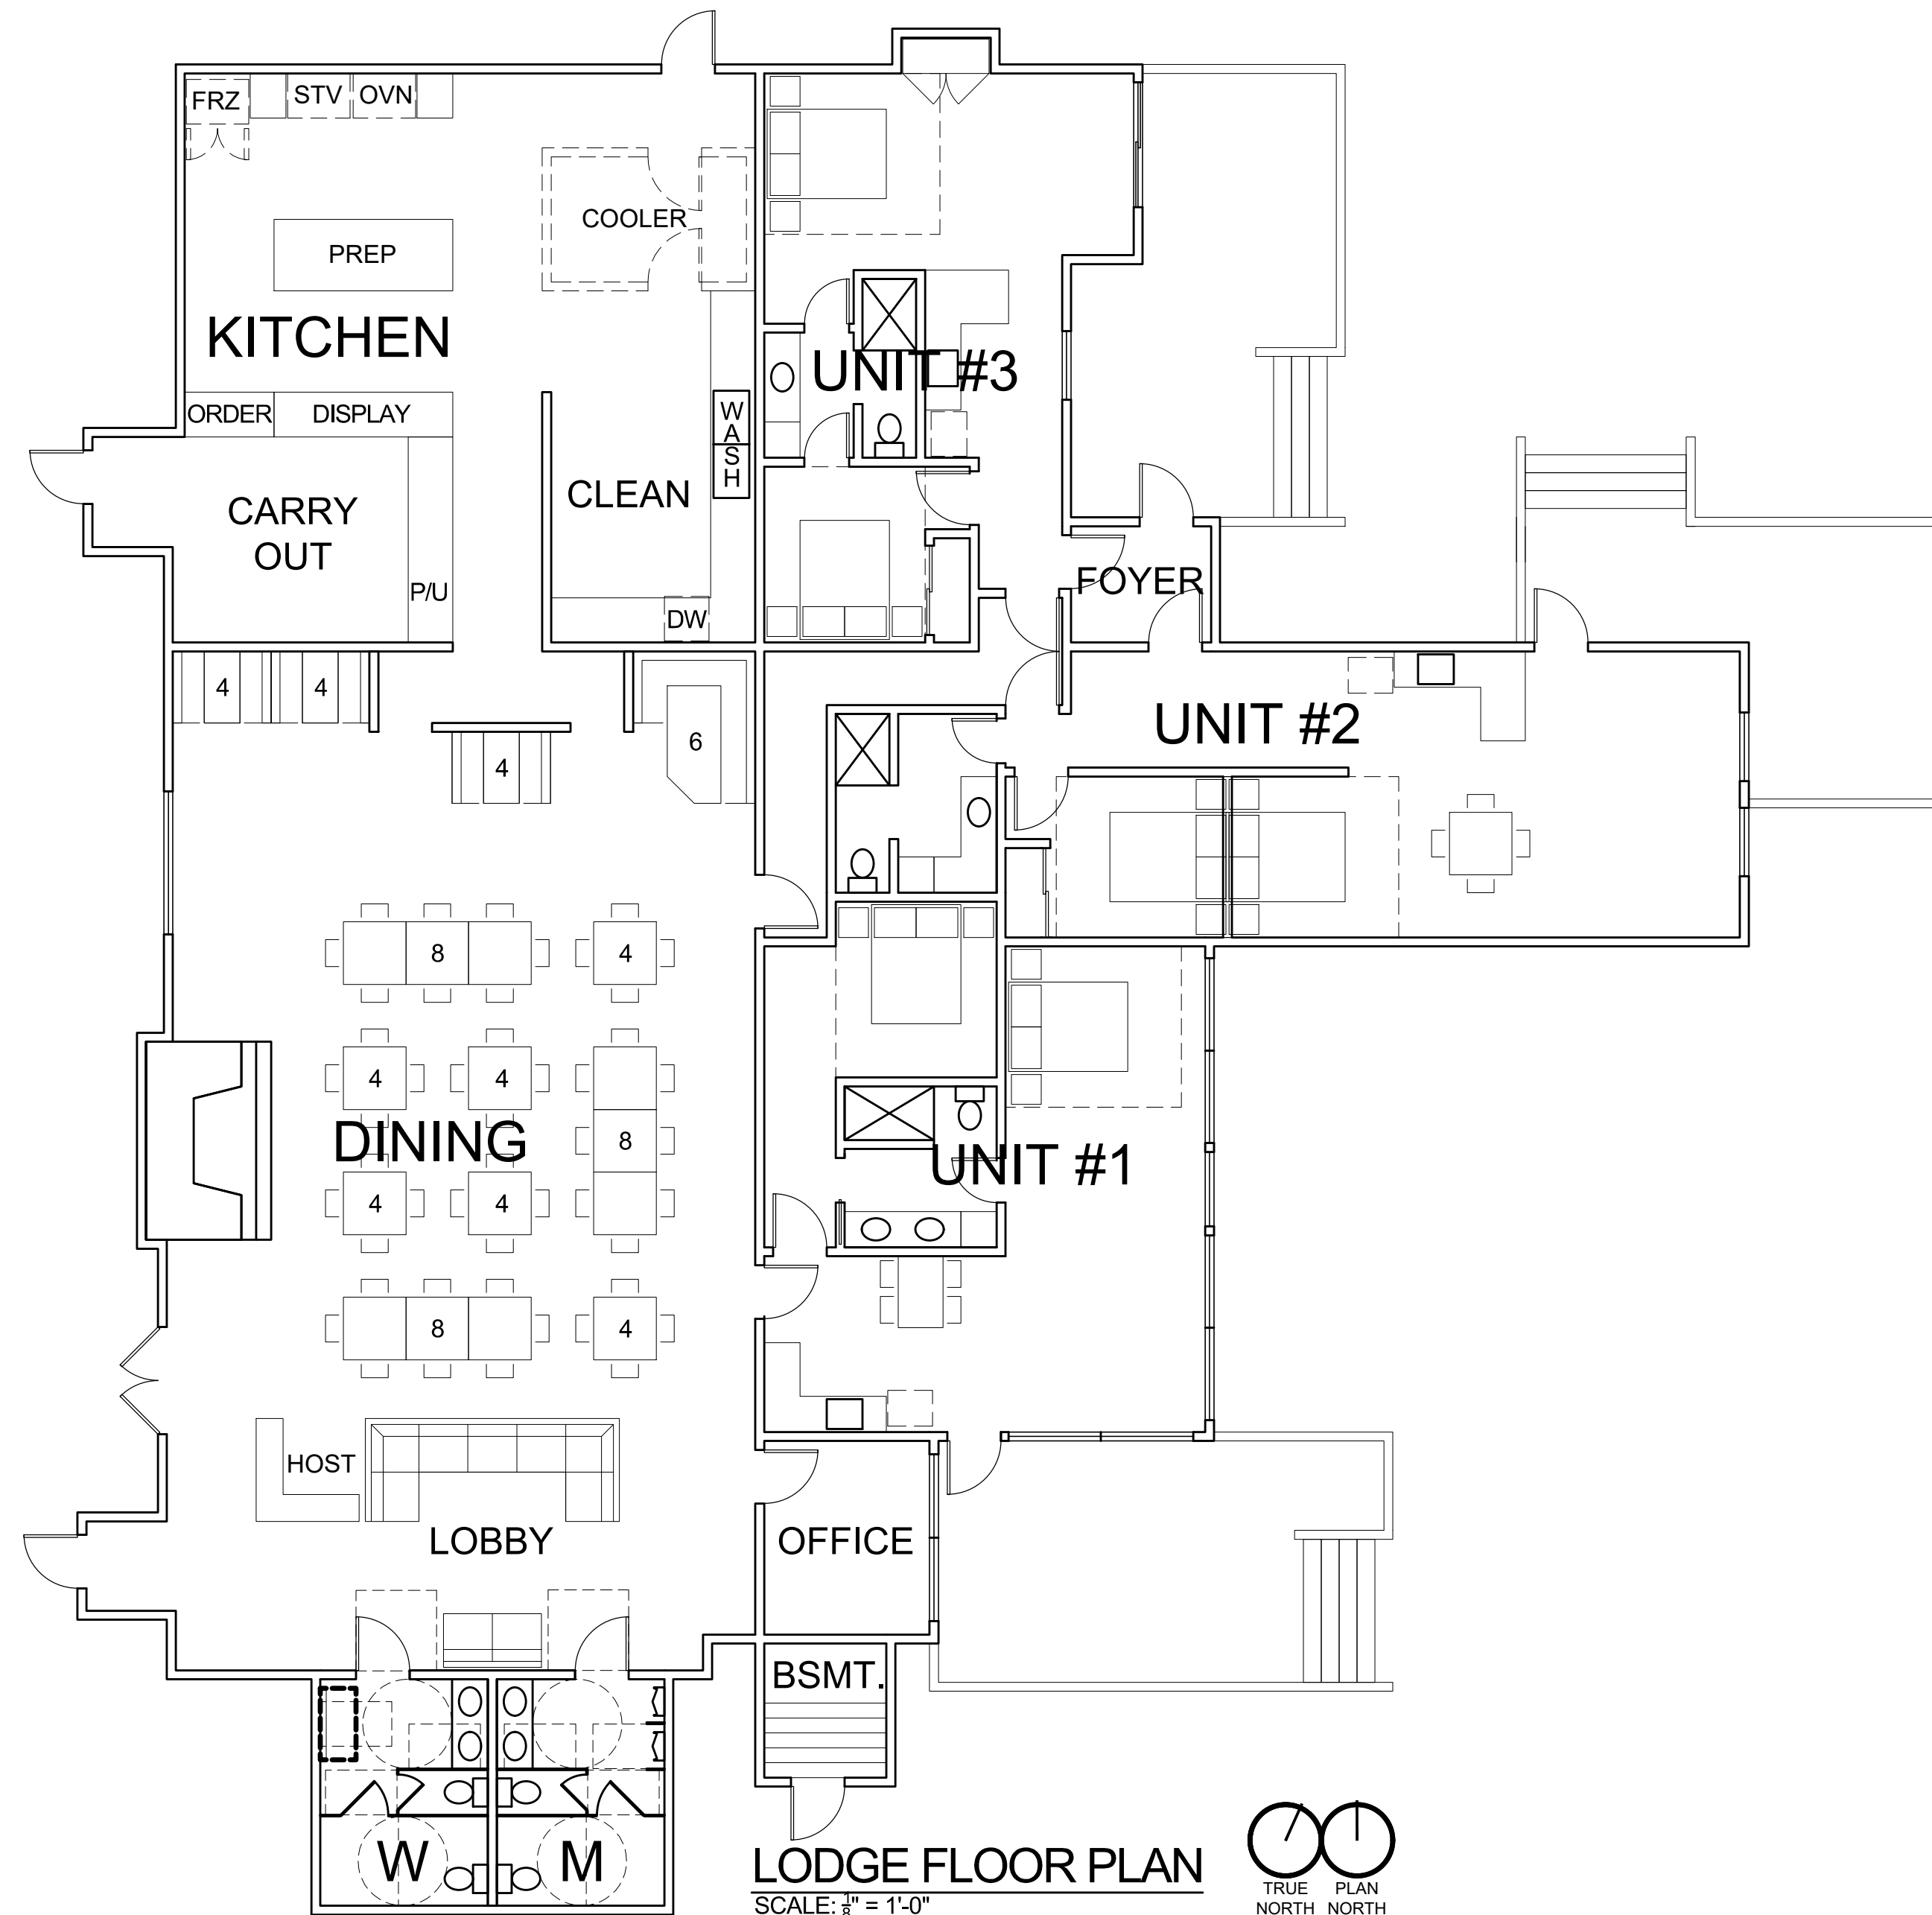 FRZ
STV
OVN
COOLER
PREP
KITCHEN
UNIT #3
ORDER
DISPLAY
WASH
CARRY
OUT
CLEAN
P/U
DW
FOYER
4
4
4
6
UNIT #2
8
4
4
4
DINING
8
4
4
UNIT #1
8
4
HOST
LOBBY
OFFICE
BSMT.
W
M
LODGE FLOOR PLAN
SCALE: 1/8" = 1'-0"
TRUE
NORTH
PLAN
NORTH